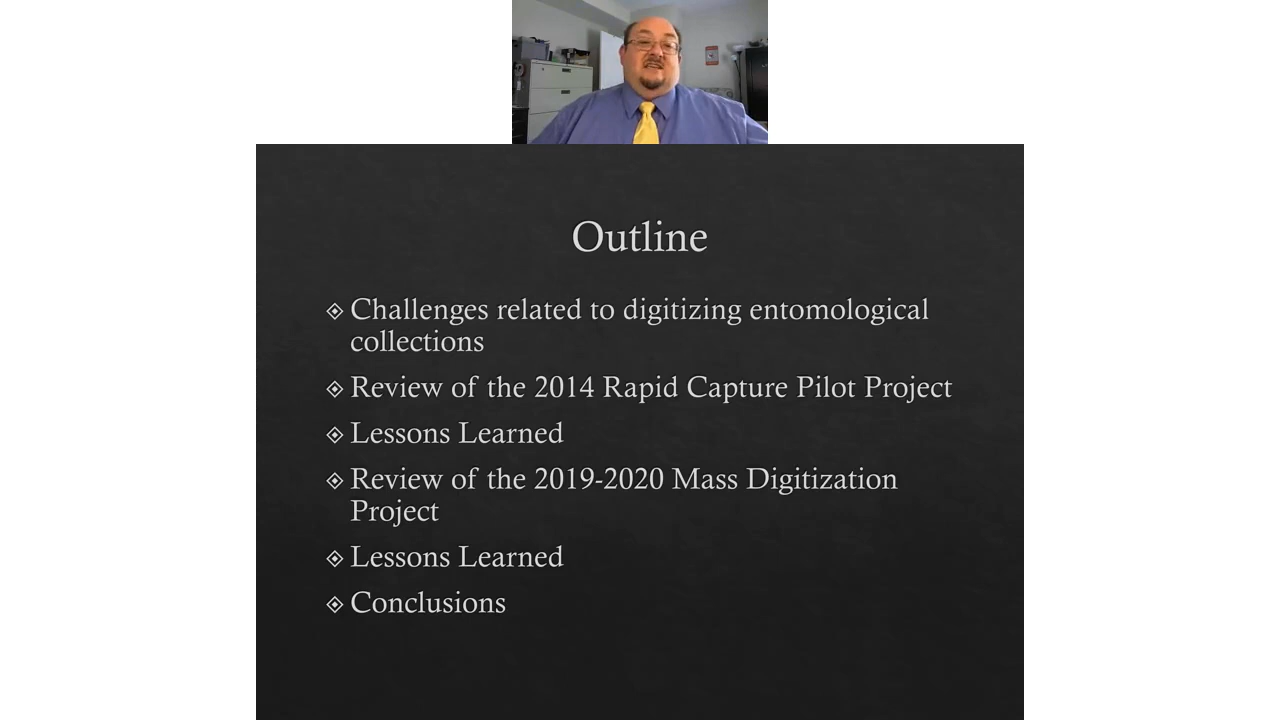 Outline
Challenges related to digitizing entomological
collections
Review of the 2014 Rapid Capture Pilot Project
Lessons Learned
Review of the 2019-2020 Mass Digitization
Project
Lessons Learned
Conclusions